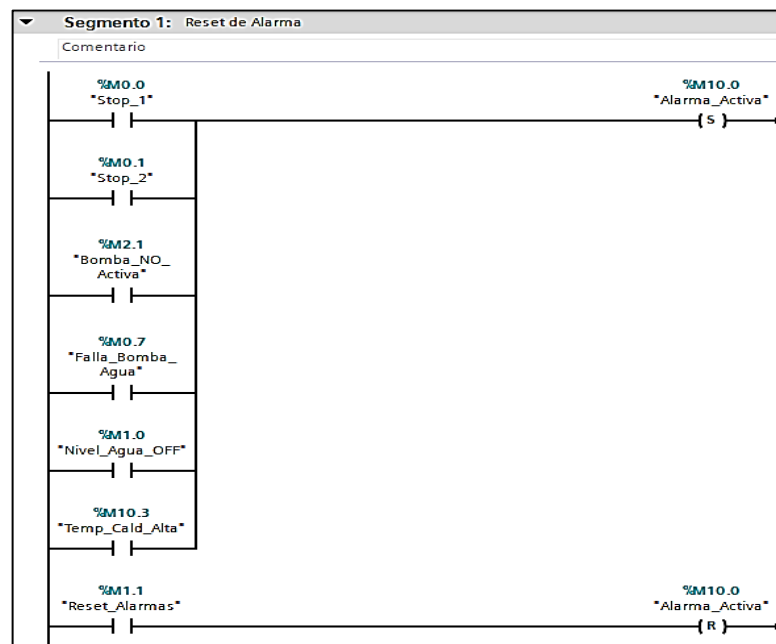 Segmento 1: Reset de Alarma
Comentario
%M0.0
"Stop_1"
%M10.0
"Alarma_Activa"
S
%M0.1
"Stop_2"
%M2.1
"Bomba_NO_
Activa"
%M0.7
"Falla_Bomba_
Agua"
%M1.0
"Nivel_Agua_OFF"
%M10.3
"Temp_Cald_Alta"
%M1.1
"Reset_Alarmas"
%M10.0
"Alarma_Activa"
R